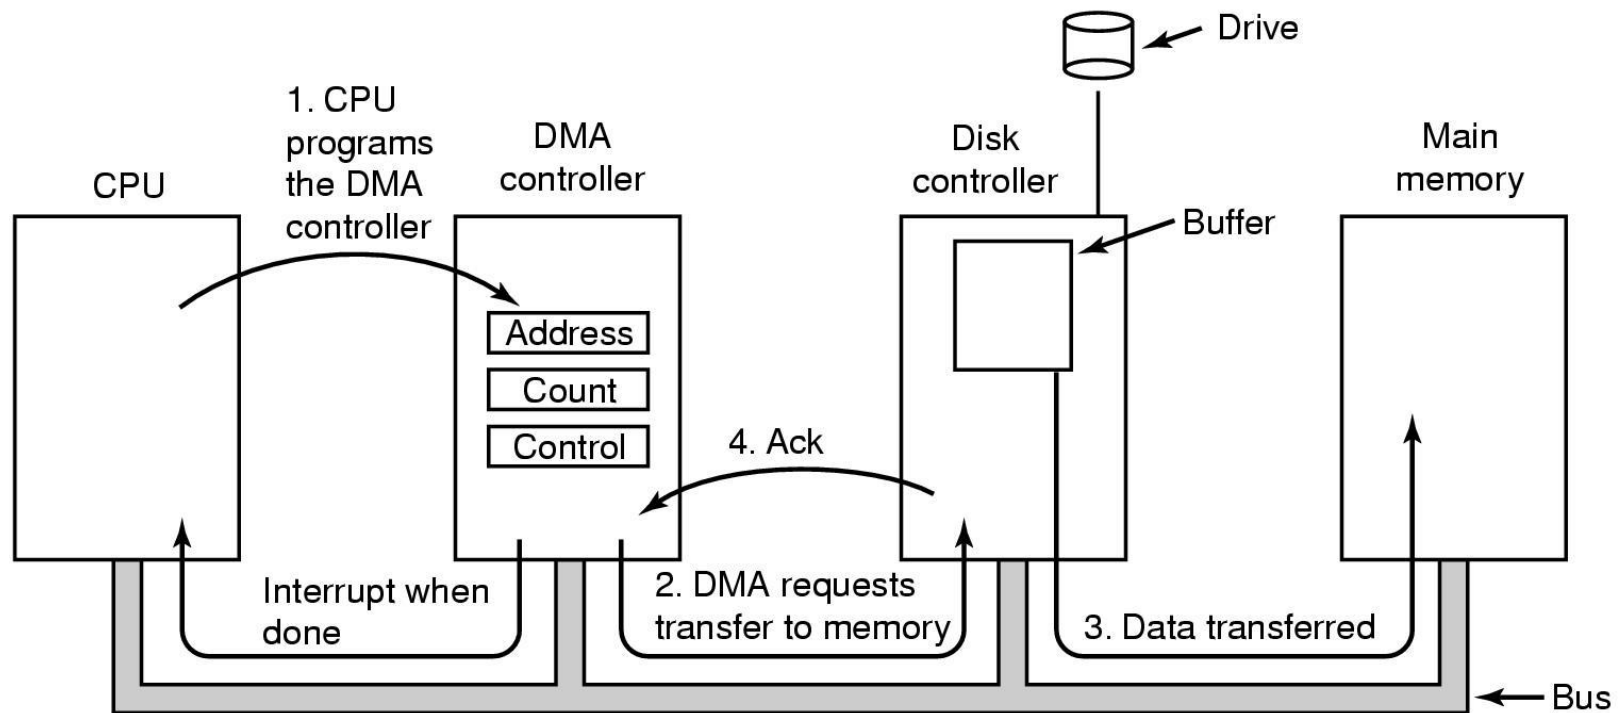 Drive
1. CPU
programs
the DMA
controller
CPU
DMA
controller
Disk
controller
Main
memory
Buffer
Address
Count
Control
4. Ack
Interrupt when
done
2. DMA requests
transfer to memory
3. Data transferred
Bus